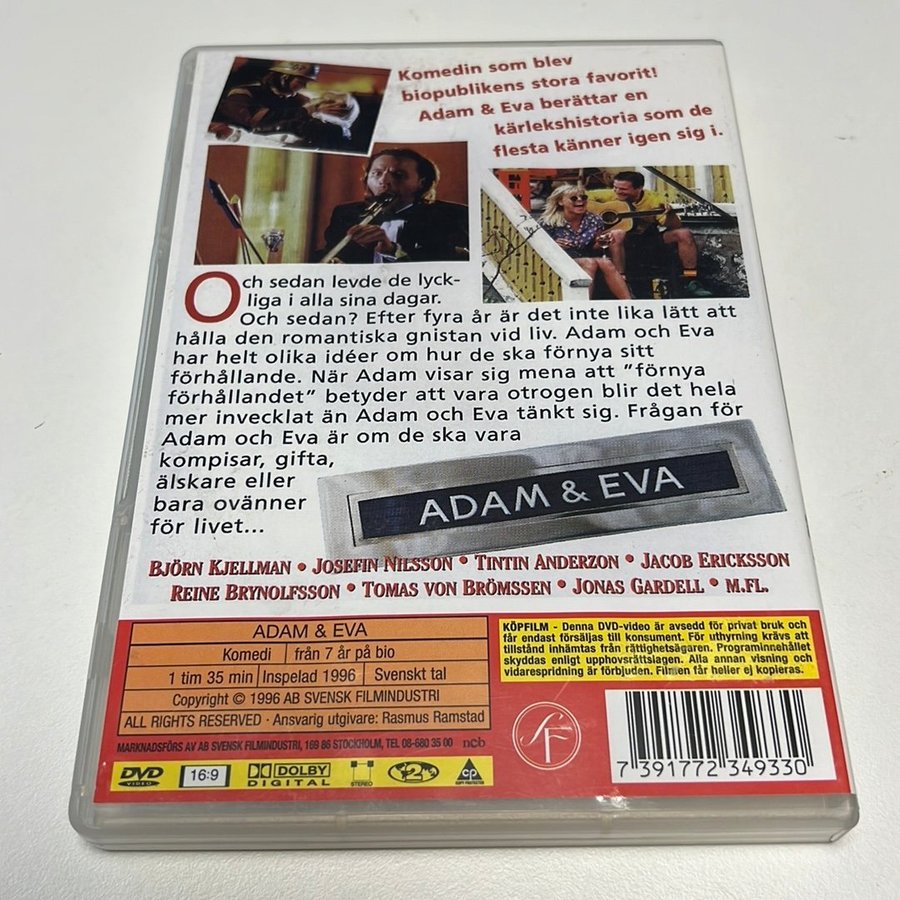 Komedin som blev
biopublikens stora favorit!
Adam & Eva berättar en
kärlekshistoria som de
flesta känner igen sig i.
Och sedan levde de lyck-
liga i alla sina dagar.
Och sedan? Efter fyra år är det inte lika lätt att
hålla den romantiska gnistan vid liv. Adam och Eva
har helt olika idéer om hur de ska förnya sitt
förhållande. När Adam visar sig mena att "förnya
förhållandet" betyder att vara otrogen blir det hela
mer invecklat än Adam och Eva tänkt sig. Frågan för
Adam och Eva är om de ska vara
kompisar, gifta,
älskare eller
bara ovänner
för livet...
ADAM & EVA
BJÖRN KJELLMAN • JOSEFIN NILSSON • TINTIN ANDERZON • JACOB ERICKSSON
REINE BRYNOLFSSON • TOMAS VON BRÖMSSEN • JONAS GARDELL • M.FL.
ADAM & EVA
Komedi från 7 år på bio
1 tim 35 min Inspelad 1996 Svenskt tal
Copyright © 1996 AB SVENSK FILMINDUSTRI
ALL RIGHTS RESERVED · Ansvarig utgivare: Rasmus Ramstad
MARKNADSFÖRS AV AB SVENSK FILMINDUSTRI, 169 86 STOCKHOLM, TEL 08-680 35 00 ncb
KÖPFILM - Denna DVD-video är avsedd för privat bruk och
får endast försäljas till konsument. För uthyrning krävs att
tillstånd inhämtas från rättighetsägaren. Programinnehållet
skyddas enligt upphovsrättslagen. Alla annan visning och
vidarespridning är förbjuden. Filmen får heller ej kopieras.
SF
7 391772 349330
DVD VIDEO 16:9 DOLBY DIGITAL STEREO 2 CP